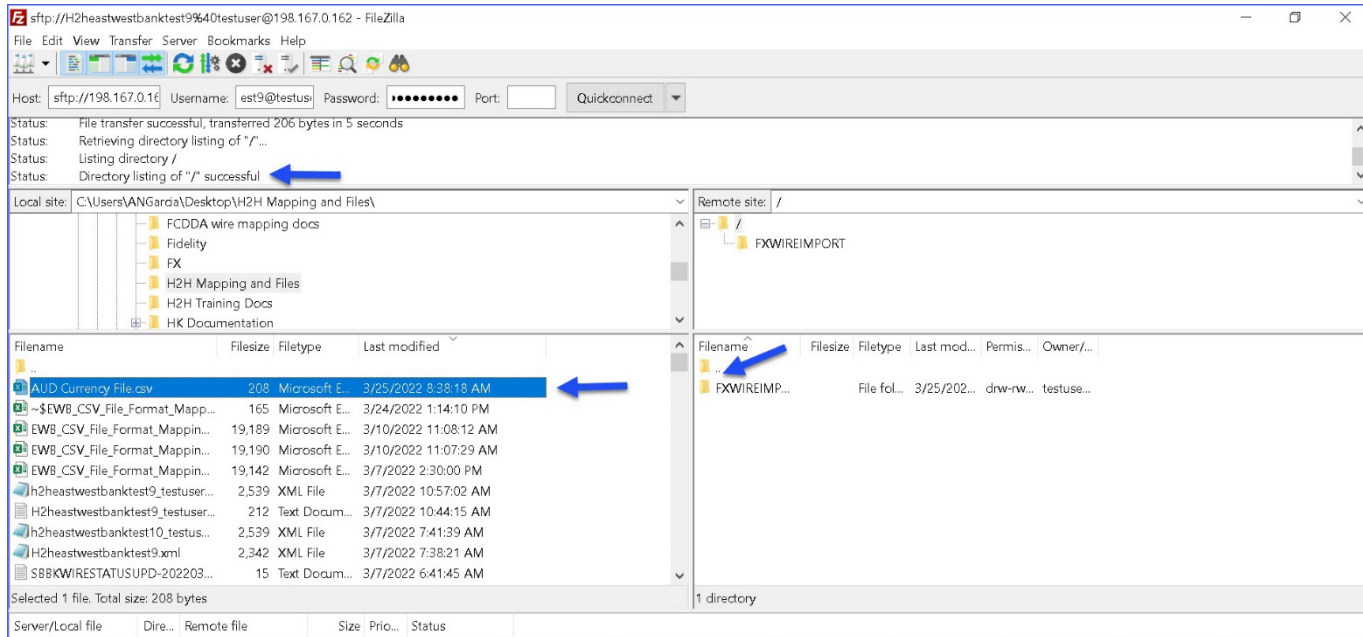 sftp://H2heastwestbanktest9%40testuser@198.167.0.162 - FileZilla
File Edit View Transfer Server Bookmarks Help
Host: sftp://198.167.0.16 Username: est9@testus Password: ●●●●●●●●● Port: Quickconnect
Status: File transfer successful, transferred 206 bytes in 5 seconds
Status: Retrieving directory listing of "/"...
Status: Listing directory /
Status: Directory listing of "/" successful
Local site: C:\Users\ANGarcia\Desktop\H2H Mapping and Files\
FCDDA wire mapping docs
Fidelity
FX
H2H Mapping and Files
H2H Training Docs
HK Documentation
Remote site: /
/
FXWIREIMPORT
Filename Filesize Filetype Last modified
..
AUD Currency File.csv 208 Microsoft E... 3/25/2022 8:38:18 AM
~$EWB_CSV_File_Format_Mapp... 165 Microsoft E... 3/24/2022 1:14:10 PM
EWB_CSV_File_Format_Mappin... 19,189 Microsoft E... 3/10/2022 11:08:12 AM
EWB_CSV_File_Format_Mappin... 19,190 Microsoft E... 3/10/2022 11:07:29 AM
EWB_CSV_File_Format_Mappin... 19,142 Microsoft E... 3/7/2022 2:30:00 PM
h2heastwestbanktest9_testuser... 2,539 XML File 3/7/2022 10:57:02 AM
H2heastwestbanktest9_testuser... 212 Text Docum... 3/7/2022 10:44:15 AM
h2heastwestbanktest10_testus... 2,539 XML File 3/7/2022 7:41:39 AM
H2heastwestbanktest9.xml 2,342 XML File 3/7/2022 7:38:21 AM
SBBKWIRESTATUSUPD-202203... 15 Text Docum... 3/7/2022 6:41:45 AM
Selected 1 file. Total size: 208 bytes
Filename Filesize Filetype Last mod... Permis... Owner/...
..
FXWIREIMP... File fol... 3/25/202... drw-rw... testuse...
1 directory
Server/Local file Dire... Remote file Size Prio... Status